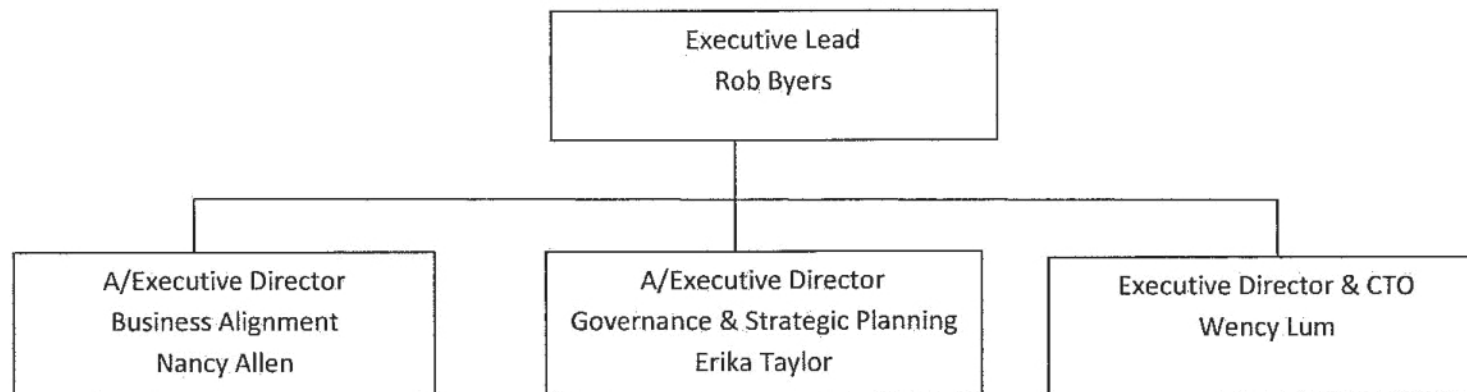 Executive Lead
Rob Byers
A/Executive Director
Business Alignment
Nancy Allen
A/Executive Director
Governance & Strategic Planning
Erika Taylor
Executive Director & CTO
Wency Lum